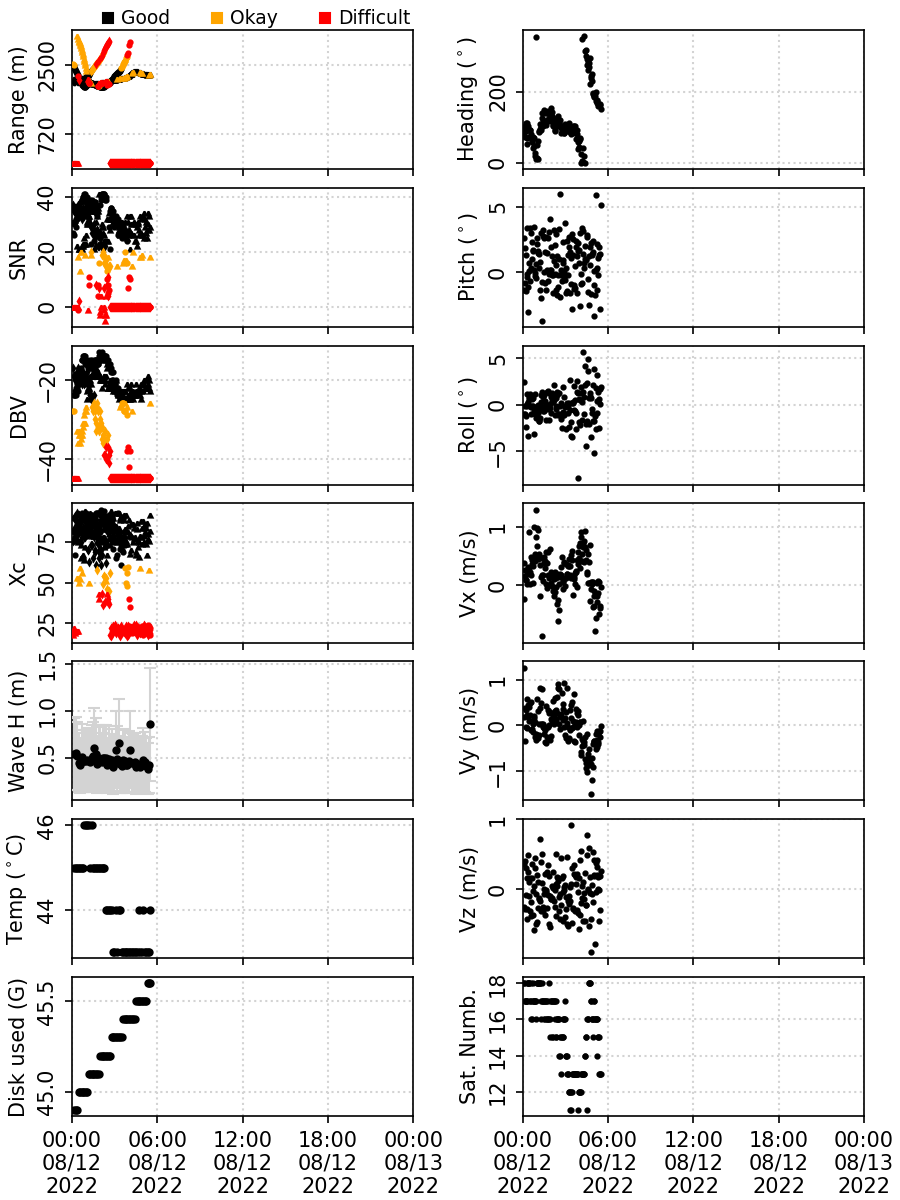 Good Okay Difficult
Range (m)
2500
720
Heading (°)
200
0
SNR
40
20
0
Pitch (°)
5
0
DBV
−20
−40
Roll (°)
5
0
−5
Xc
75
50
25
Vx (m/s)
1
0
Wave H (m)
1.5
1.0
0.5
Vy (m/s)
1
0
−1
Temp (°C)
46
44
Vz (m/s)
1
0
Disk used (G)
45.5
45.0
Sat. Numb.
18
16
14
12
00:00 06:00 12:00 18:00 00:00
08/12 08/12 08/12 08/12 08/13
2022 2022 2022 2022 2022
00:00 06:00 12:00 18:00 00:00
08/12 08/12 08/12 08/12 08/13
2022 2022 2022 2022 2022